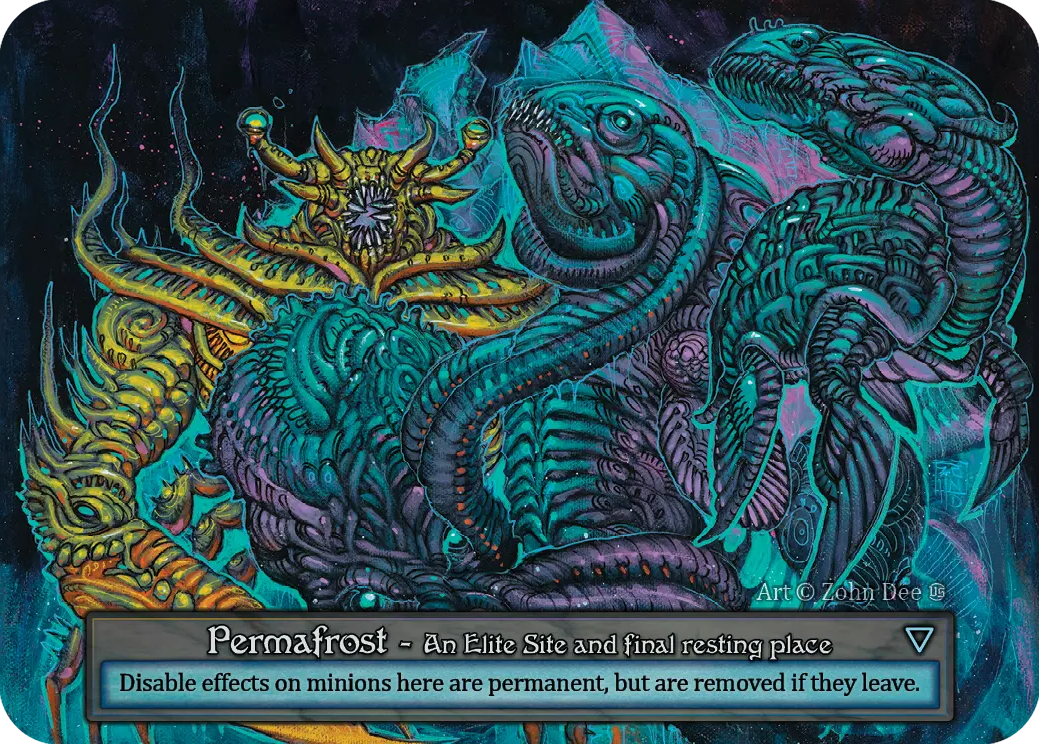 Art © Zohn Dee
Permafrost - An Elite Site and final resting place
Disable effects on minions here are permanent, but are removed if they leave.